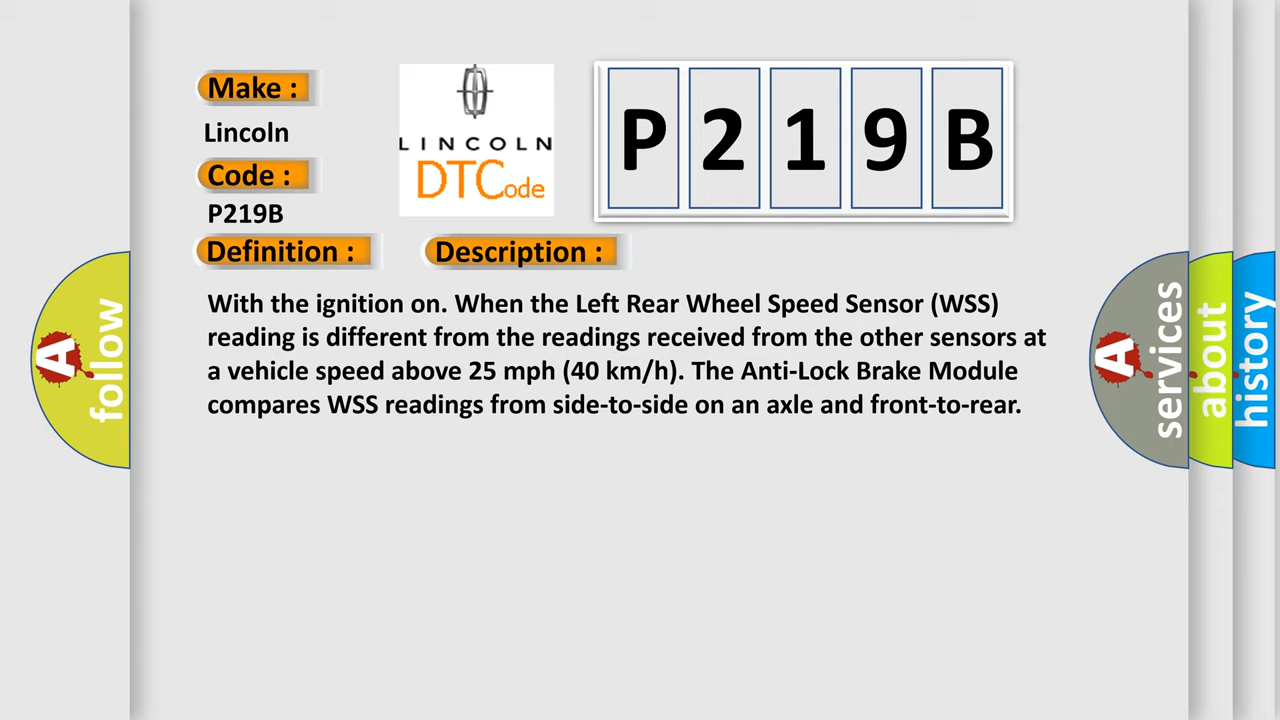 Make :
Lincoln
Code :
P219B
Definition :
Description :
LINCOLN
DTCode
P219B
With the ignition on. When the Left Rear Wheel Speed Sensor (WSS)
reading is different from the readings received from the other sensors at
a vehicle speed above 25 mph (40 km/h). The Anti-Lock Brake Module
compares WSS readings from side-to-side on an axle and front-to-rear.
A follow
A services
about
history